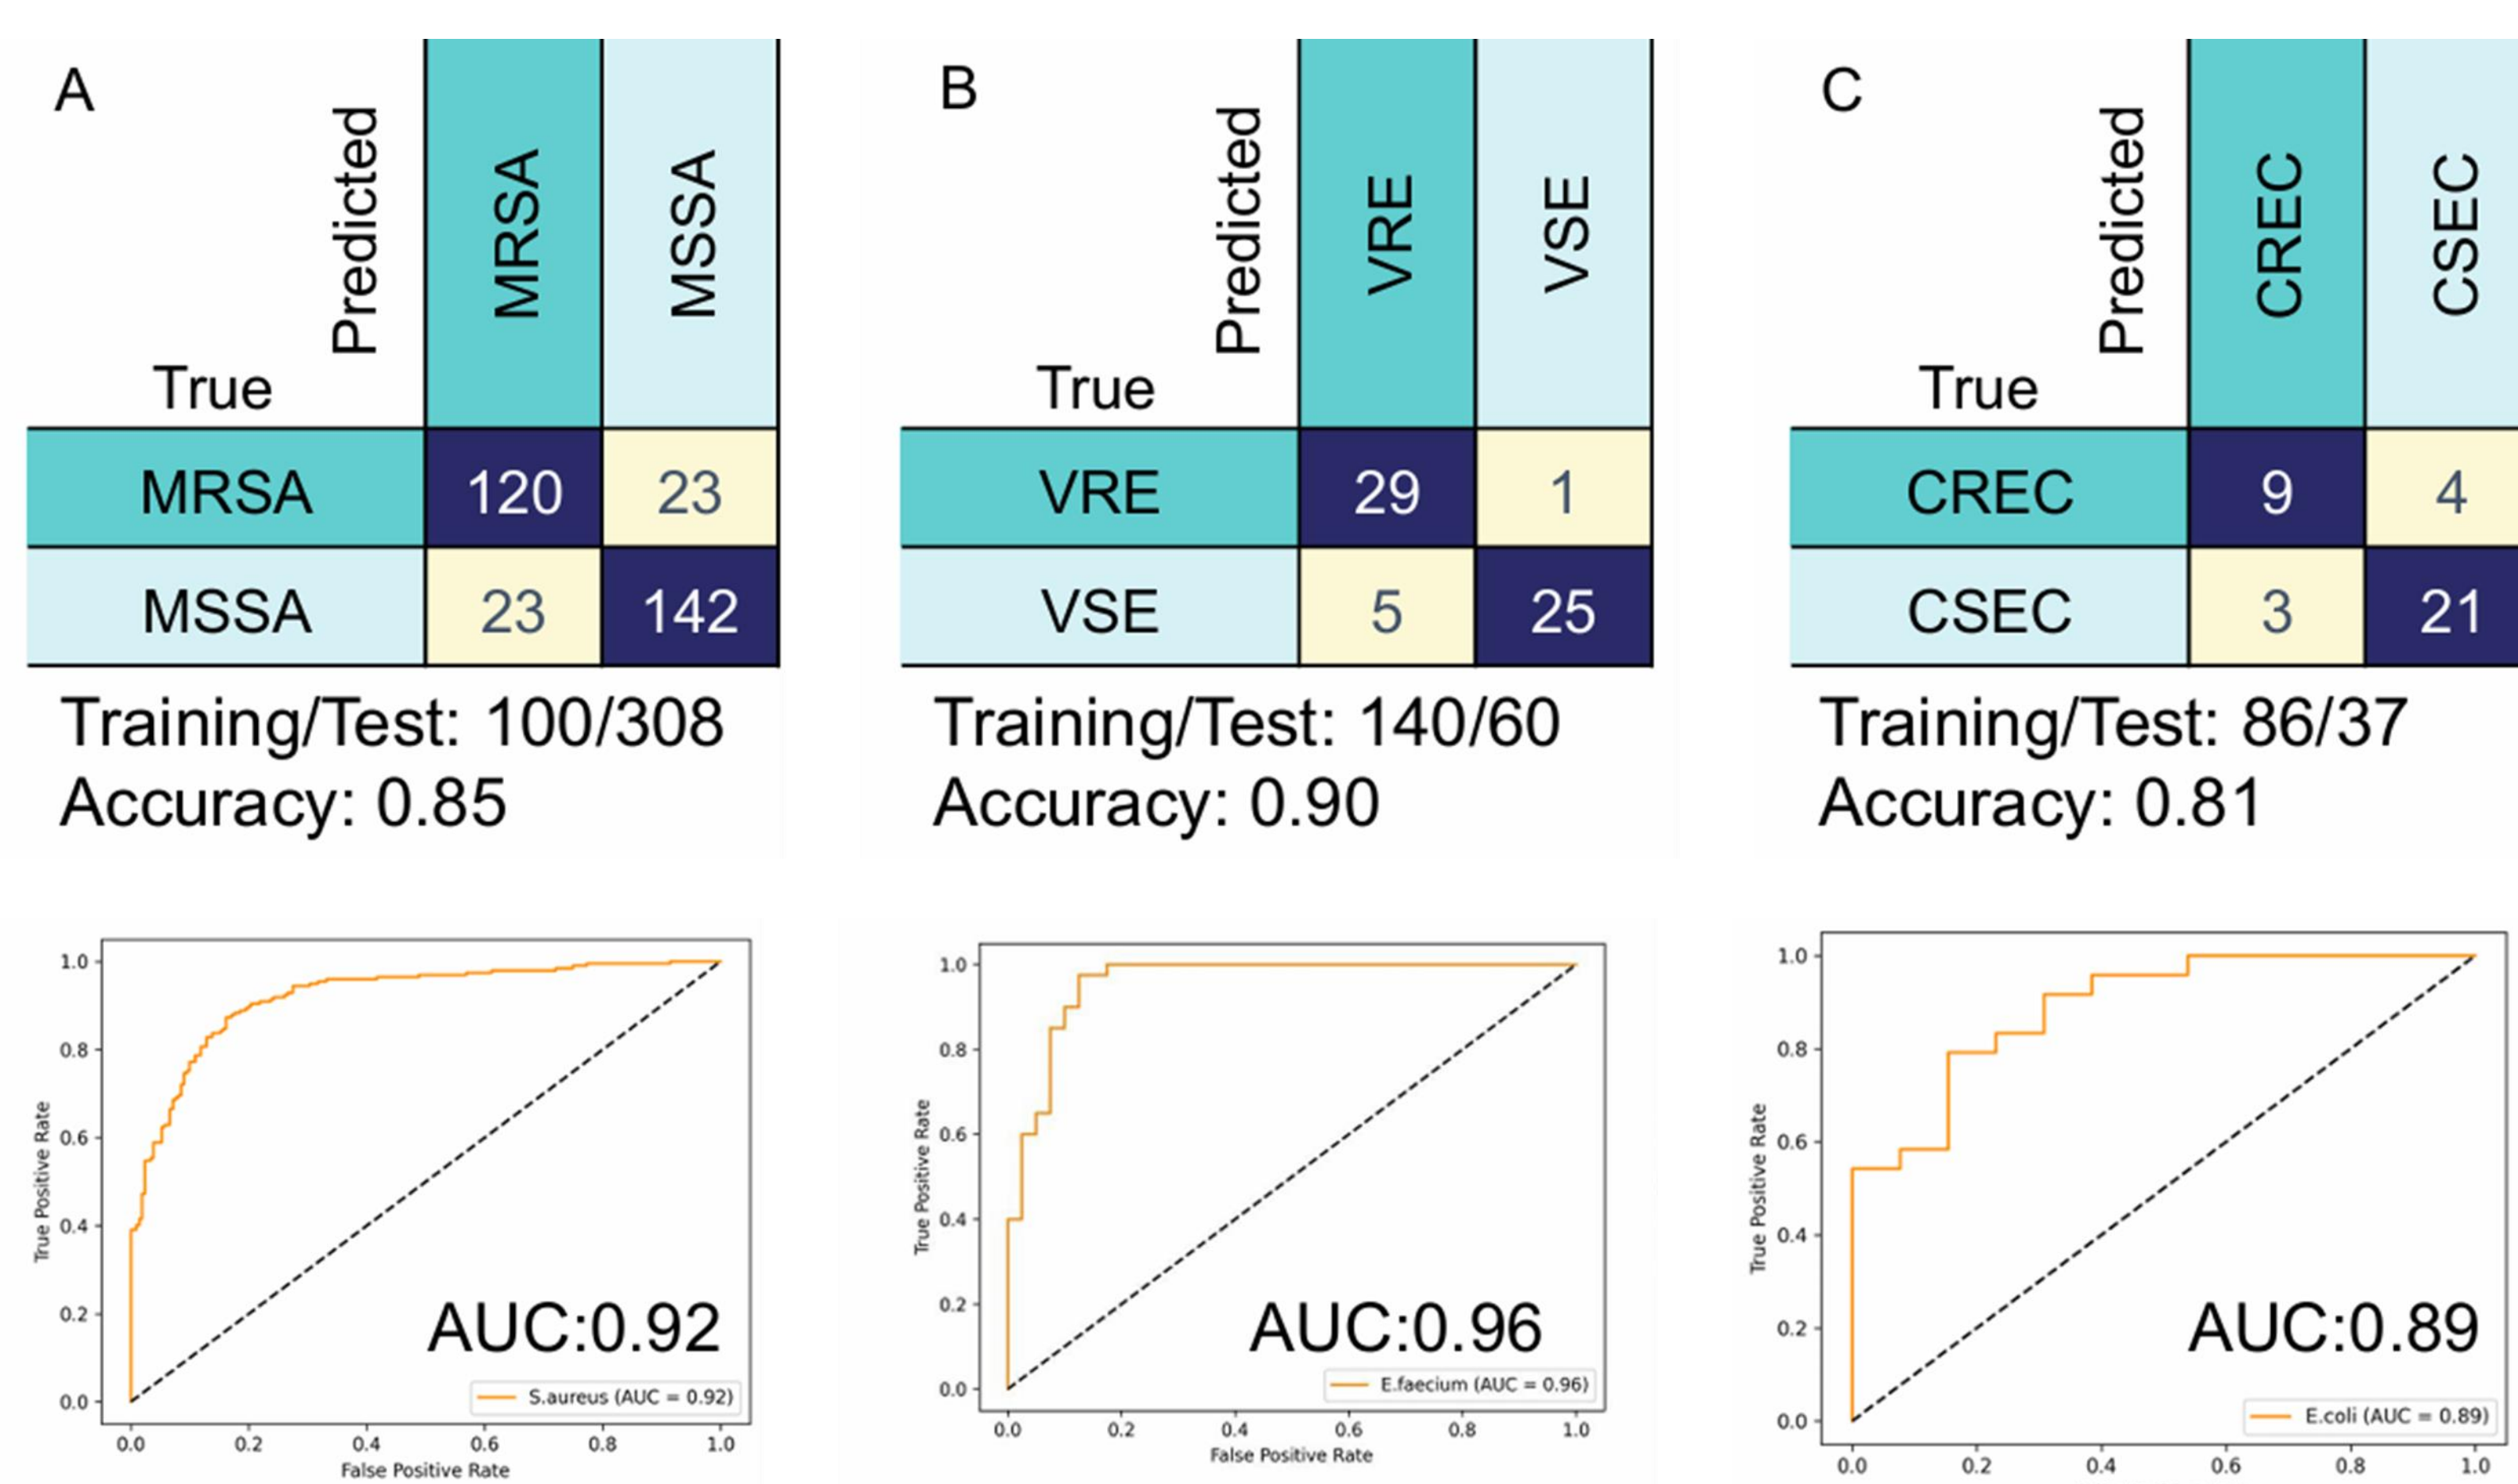 A
Predicted
MRSA
MSSA
True
MRSA 120 23
MSSA 23 142
Training/Test: 100/308
Accuracy: 0.85
B
Predicted
VRE
VSE
True
VRE 29 1
VSE 5 25
Training/Test: 140/60
Accuracy: 0.90
C
Predicted
CREC
CSEC
True
CREC 9 4
CSEC 3 21
Training/Test: 86/37
Accuracy: 0.81
True Positive Rate
1.0
0.8
0.6
0.4
0.2
0.0
AUC:0.92
S.aureus (AUC = 0.92)
0.0 0.2 0.4 0.6 0.8 1.0
False Positive Rate
True Positive Rate
1.0
0.8
0.6
0.4
0.2
0.0
AUC:0.96
E.faecium (AUC = 0.96)
0.0 0.2 0.4 0.6 0.8 1.0
False Positive Rate
True Positive Rate
1.0
0.8
0.6
0.4
0.2
0.0
AUC:0.89
E.coli (AUC = 0.89)
0.0 0.2 0.4 0.6 0.8 1.0